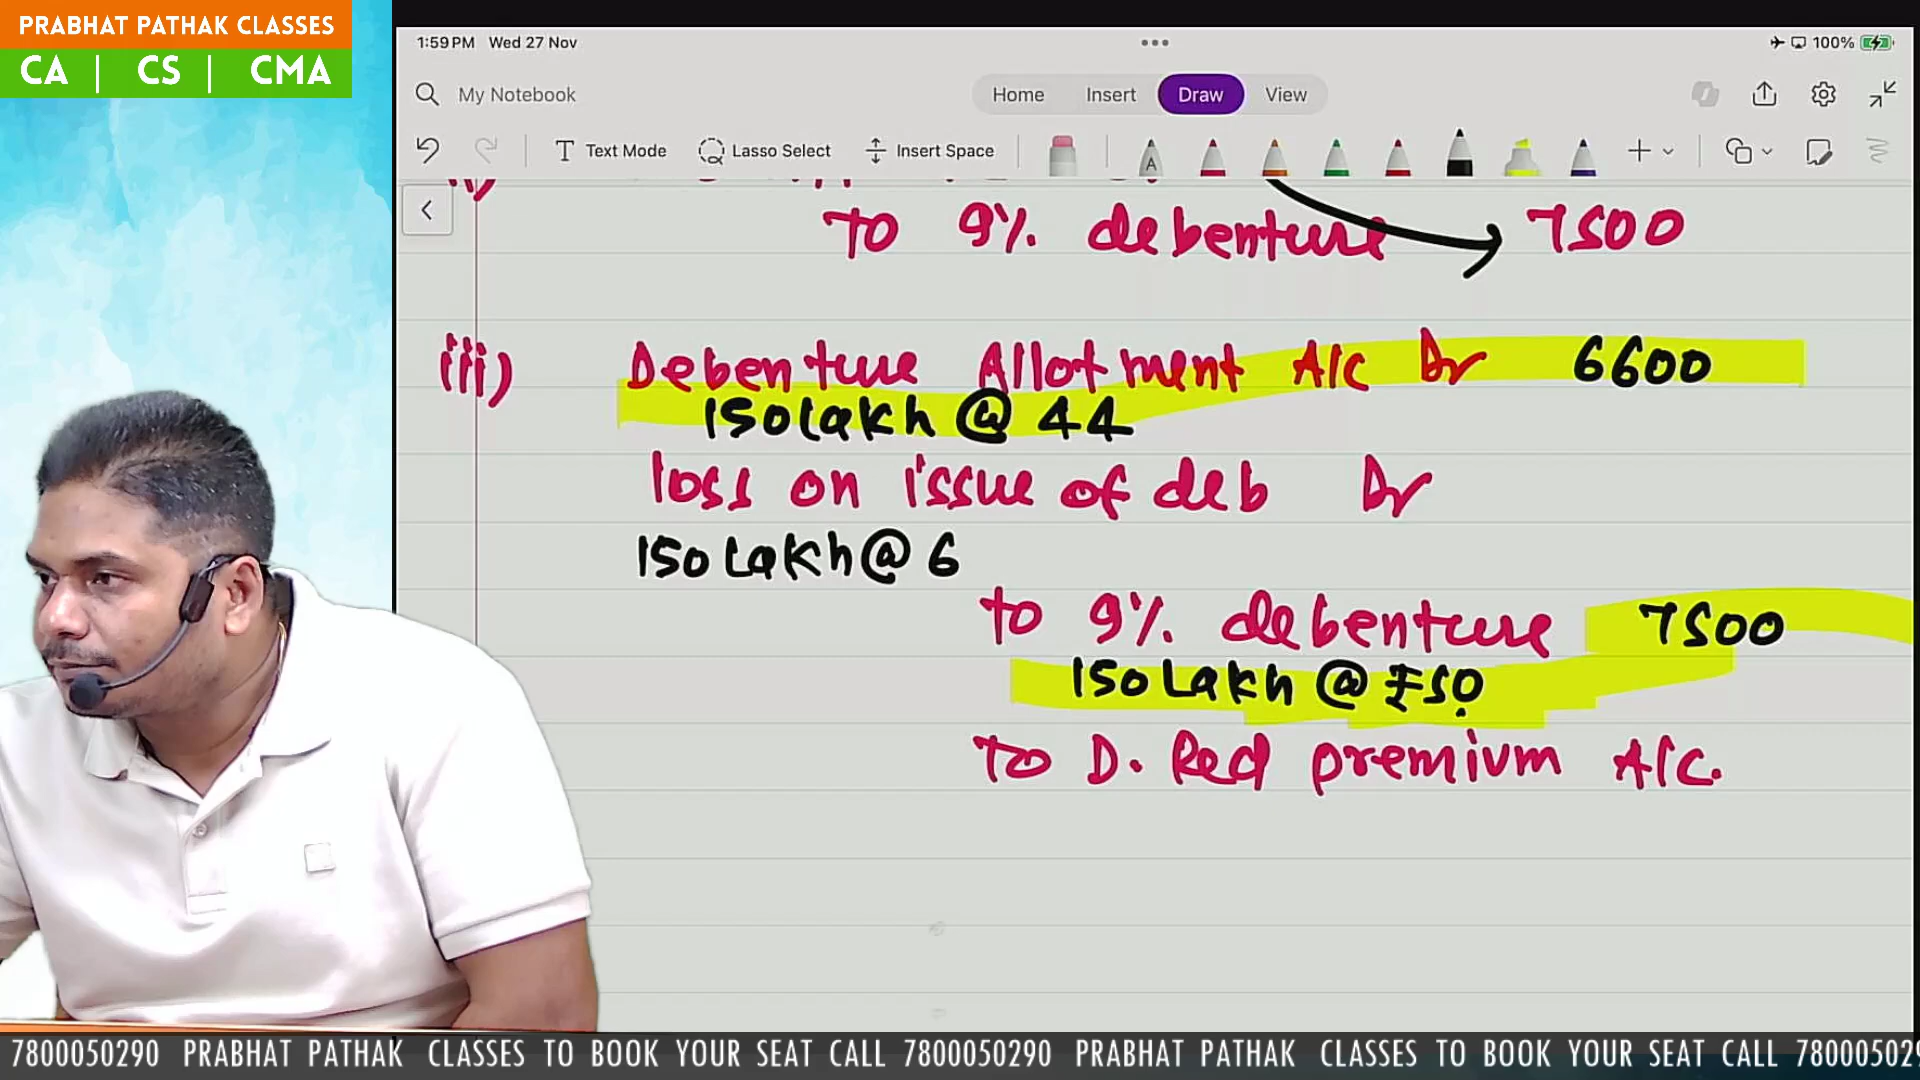 PRABHAT PATHAK CLASSES
CA | CS | CMA
1:59 PM Wed 27 Nov
100%
My Notebook
Home Insert Draw View
Text Mode Lasso Select Insert Space
To 9% debenture 7500
iii) Debenture Allotment A/c Dr 6600
150 lakh @ 44
loss on issue of deb Dr
150 Lakh @ 6
to 9% debenture 7500
150 Lakh @ ₹50
To D. Red premium A/c.
7800050290 PRABHAT PATHAK CLASSES TO BOOK YOUR SEAT CALL 7800050290 PRABHAT PATHAK CLASSES TO BOOK YOUR SEAT CALL 78000502